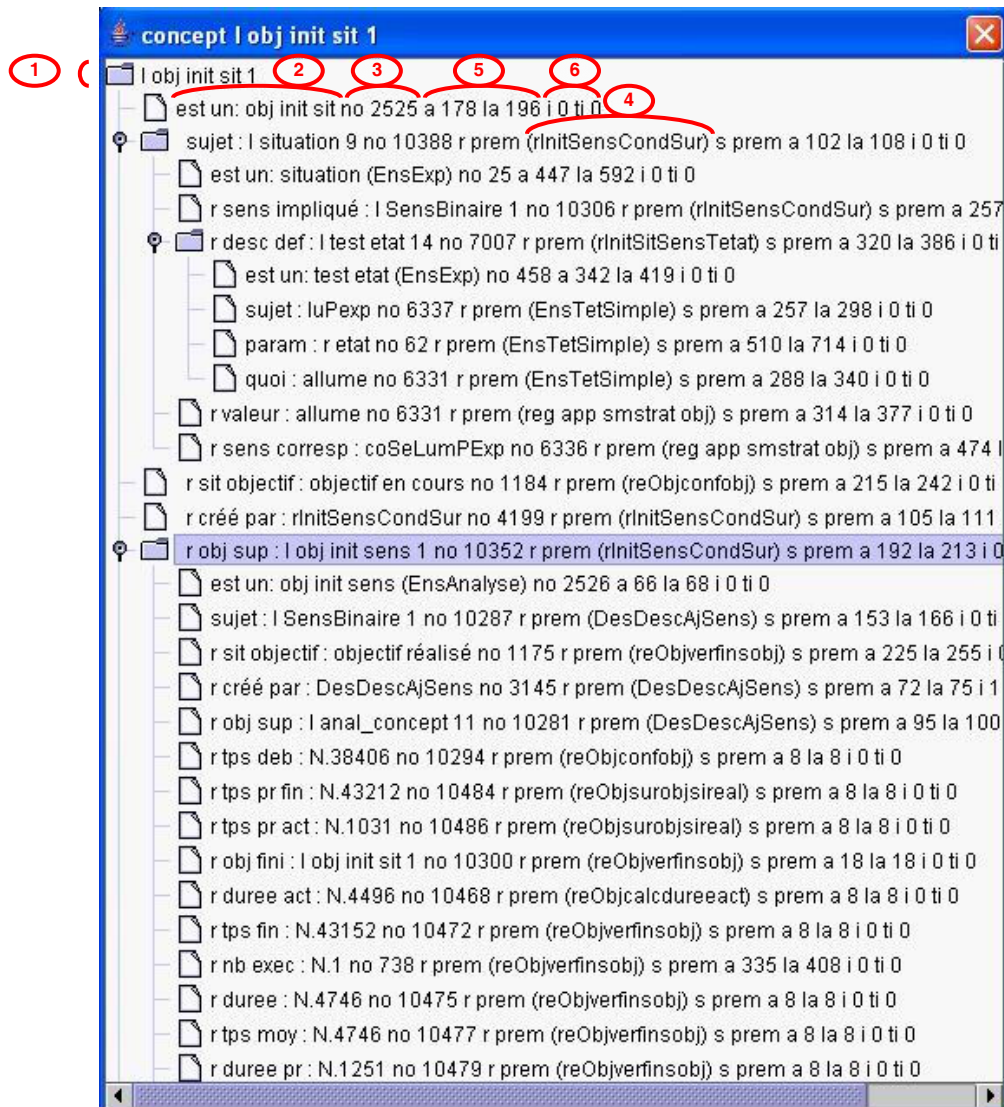 concept I obj init sit 1
1
I obj init sit 1
2
3
5
6
est un: obj init sit no 2525 a 178 la 196 i 0 ti 0
4
sujet : I situation 9 no 10388 r prem (rInitSensCondSur) s prem a 102 la 108 i 0 ti 0
est un: situation (EnsExp) no 25 a 447 la 592 i 0 ti 0
r sens impliqué : I SensBinaire 1 no 10306 r prem (rInitSensCondSur) s prem a 257
r desc def : I test etat 14 no 7007 r prem (rInitSitSensTetat) s prem a 320 la 386 i 0 ti
est un: test etat (EnsExp) no 458 a 342 la 419 i 0 ti 0
sujet : luPexp no 6337 r prem (EnsTetSimple) s prem a 257 la 298 i 0 ti 0
param : r etat no 62 r prem (EnsTetSimple) s prem a 510 la 714 i 0 ti 0
quoi : allume no 6331 r prem (EnsTetSimple) s prem a 288 la 340 i 0 ti 0
r valeur : allume no 6331 r prem (reg app smstrat obj) s prem a 314 la 377 i 0 ti 0
r sens corresp : coSeLumPExp no 6336 r prem (reg app smstrat obj) s prem a 474 l
r sit objectif : objectif en cours no 1184 r prem (reObjconfobj) s prem a 215 la 242 i 0 ti
r créé par : rInitSensCondSur no 4199 r prem (rInitSensCondSur) s prem a 105 la 111
r obj sup : I obj init sens 1 no 10352 r prem (rInitSensCondSur) s prem a 192 la 213 i 0
est un: obj init sens (EnsAnalyse) no 2526 a 66 la 68 i 0 ti 0
sujet : I SensBinaire 1 no 10287 r prem (DesDescAjSens) s prem a 153 la 166 i 0 ti
r sit objectif : objectif réalisé no 1175 r prem (reObjverfinsobj) s prem a 225 la 255 i 0
r créé par : DesDescAjSens no 3145 r prem (DesDescAjSens) s prem a 72 la 75 i 1
r obj sup : I anal_concept 11 no 10281 r prem (DesDescAjSens) s prem a 95 la 100
r tps deb : N.38406 no 10294 r prem (reObjconfobj) s prem a 8 la 8 i 0 ti 0
r tps pr fin : N.43212 no 10484 r prem (reObjsurobjsireal) s prem a 8 la 8 i 0 ti 0
r tps pr act : N.1031 no 10486 r prem (reObjsurobjsireal) s prem a 8 la 8 i 0 ti 0
r obj fini : I obj init sit 1 no 10300 r prem (reObjverfinsobj) s prem a 18 la 18 i 0 ti 0
r duree act : N.4496 no 10468 r prem (reObjcalcdureeact) s prem a 8 la 8 i 0 ti 0
r tps fin : N.43152 no 10472 r prem (reObjverfinsobj) s prem a 8 la 8 i 0 ti 0
r nb exec : N.1 no 738 r prem (reObjverfinsobj) s prem a 335 la 408 i 0 ti 0
r duree : N.4746 no 10475 r prem (reObjverfinsobj) s prem a 8 la 8 i 0 ti 0
r tps moy : N.4746 no 10477 r prem (reObjverfinsobj) s prem a 8 la 8 i 0 ti 0
r duree pr : N.1251 no 10479 r prem (reObjverfinsobj) s prem a 8 la 8 i 0 ti 0